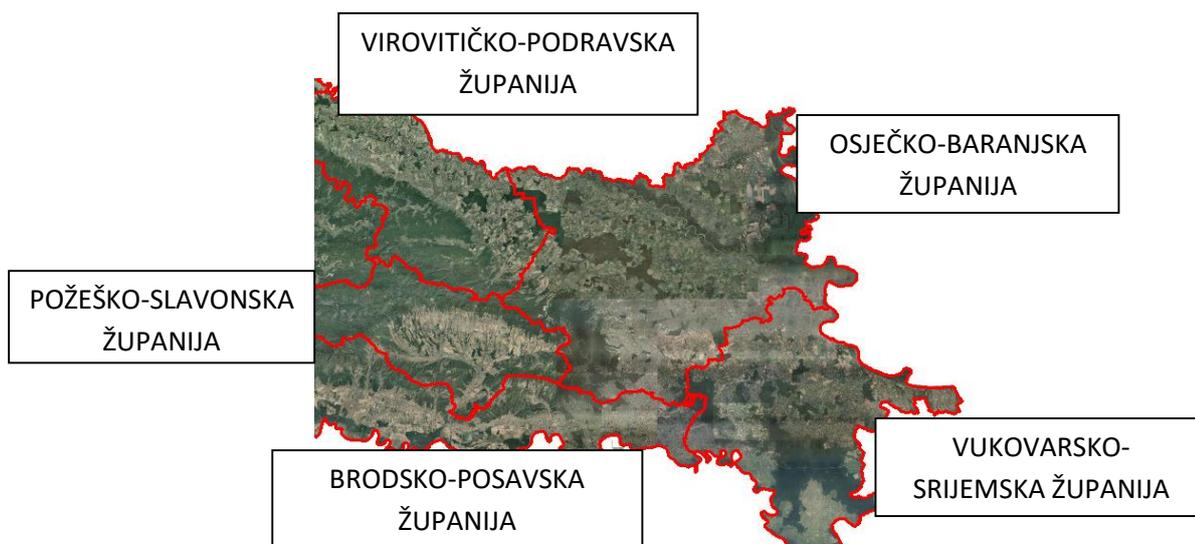 VIROVITIČKO-PODRAVSKA
ŽUPANIJA
OSJEČKO-BARANJSKA
ŽUPANIJA
POŽEŠKO-SLAVONSKA
ŽUPANIJA
VUKOVARSKO-
SRIJEMSKA ŽUPANIJA
BRODSKO-POSAVSKA
ŽUPANIJA